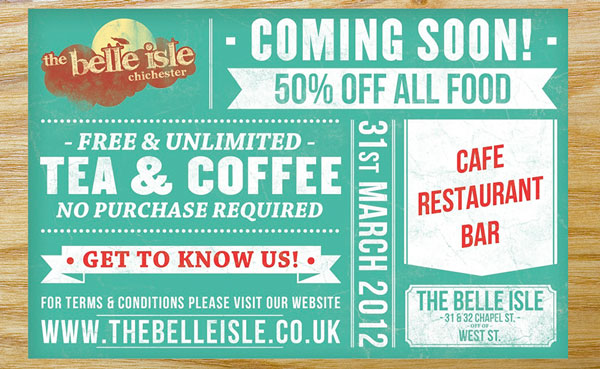 the belle isle
chichester
· COMING SOON! ·
50% OFF ALL FOOD
- FREE & UNLIMITED -
TEA & COFFEE
NO PURCHASE REQUIRED
· GET TO KNOW US! ·
FOR TERMS & CONDITIONS PLEASE VISIT OUR WEBSITE
WWW.THEBELLEISLE.CO.UK
31ST MARCH 2012
CAFE
RESTAURANT
BAR
THE BELLE ISLE
- 31 & 32 CHAPEL ST. -
- OFF OF -
WEST ST.